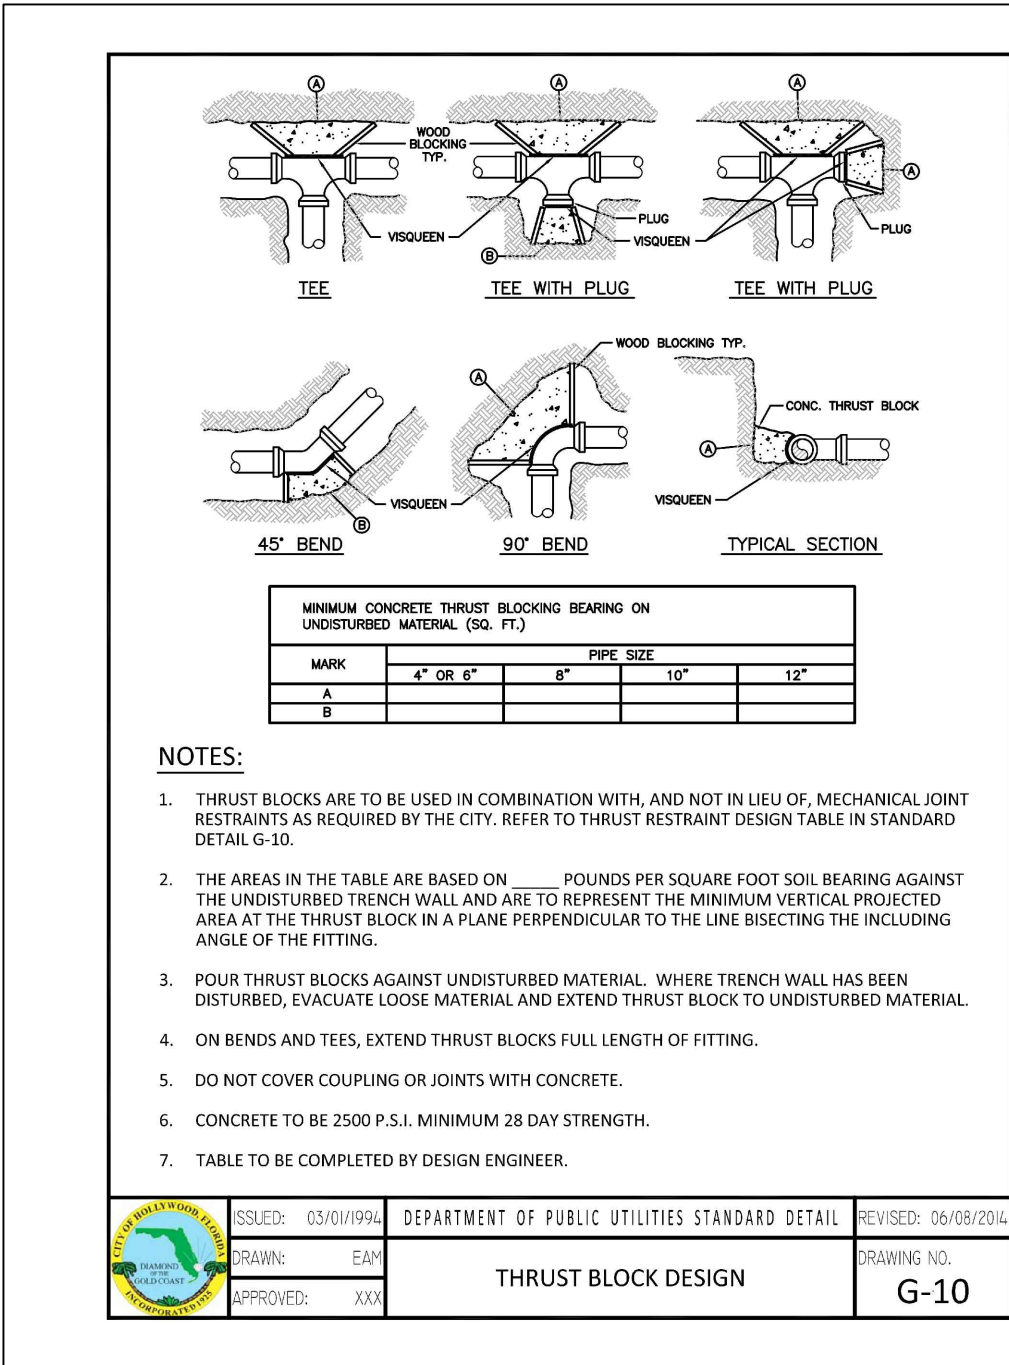 A
A
A
WOOD
BLOCKING
TYP.
A
PLUG
PLUG
VISQUEEN
VISQUEEN
B
TEE
TEE WITH PLUG
TEE WITH PLUG
WOOD BLOCKING TYP.
A
CONC. THRUST BLOCK
A
VISQUEEN
VISQUEEN
B
45° BEND
90° BEND
TYPICAL SECTION
MINIMUM CONCRETE THRUST BLOCKING BEARING ON
UNDISTURBED MATERIAL (SQ. FT.)
MARK
PIPE SIZE
4" OR 6" 8" 10" 12"
A
B
NOTES:
1. THRUST BLOCKS ARE TO BE USED IN COMBINATION WITH, AND NOT IN LIEU OF, MECHANICAL JOINT
RESTRAINTS AS REQUIRED BY THE CITY. REFER TO THRUST RESTRAINT DESIGN TABLE IN STANDARD
DETAIL G-10.
2. THE AREAS IN THE TABLE ARE BASED ON _____ POUNDS PER SQUARE FOOT SOIL BEARING AGAINST
THE UNDISTURBED TRENCH WALL AND ARE TO REPRESENT THE MINIMUM VERTICAL PROJECTED
AREA AT THE THRUST BLOCK IN A PLANE PERPENDICULAR TO THE LINE BISECTING THE INCLUDING
ANGLE OF THE FITTING.
3. POUR THRUST BLOCKS AGAINST UNDISTURBED MATERIAL. WHERE TRENCH WALL HAS BEEN
DISTURBED, EVACUATE LOOSE MATERIAL AND EXTEND THRUST BLOCK TO UNDISTURBED MATERIAL.
4. ON BENDS AND TEES, EXTEND THRUST BLOCKS FULL LENGTH OF FITTING.
5. DO NOT COVER COUPLING OR JOINTS WITH CONCRETE.
6. CONCRETE TO BE 2500 P.S.I. MINIMUM 28 DAY STRENGTH.
7. TABLE TO BE COMPLETED BY DESIGN ENGINEER.
CITY OF HOLLYWOOD, FLORIDA
DIAMOND
OF THE
GOLD COAST
INCORPORATED 1925
ISSUED: 03/01/1994
DRAWN: EAM
APPROVED: XXX
DEPARTMENT OF PUBLIC UTILITIES STANDARD DETAIL
THRUST BLOCK DESIGN
REVISED: 06/08/2014
DRAWING NO.
G-10